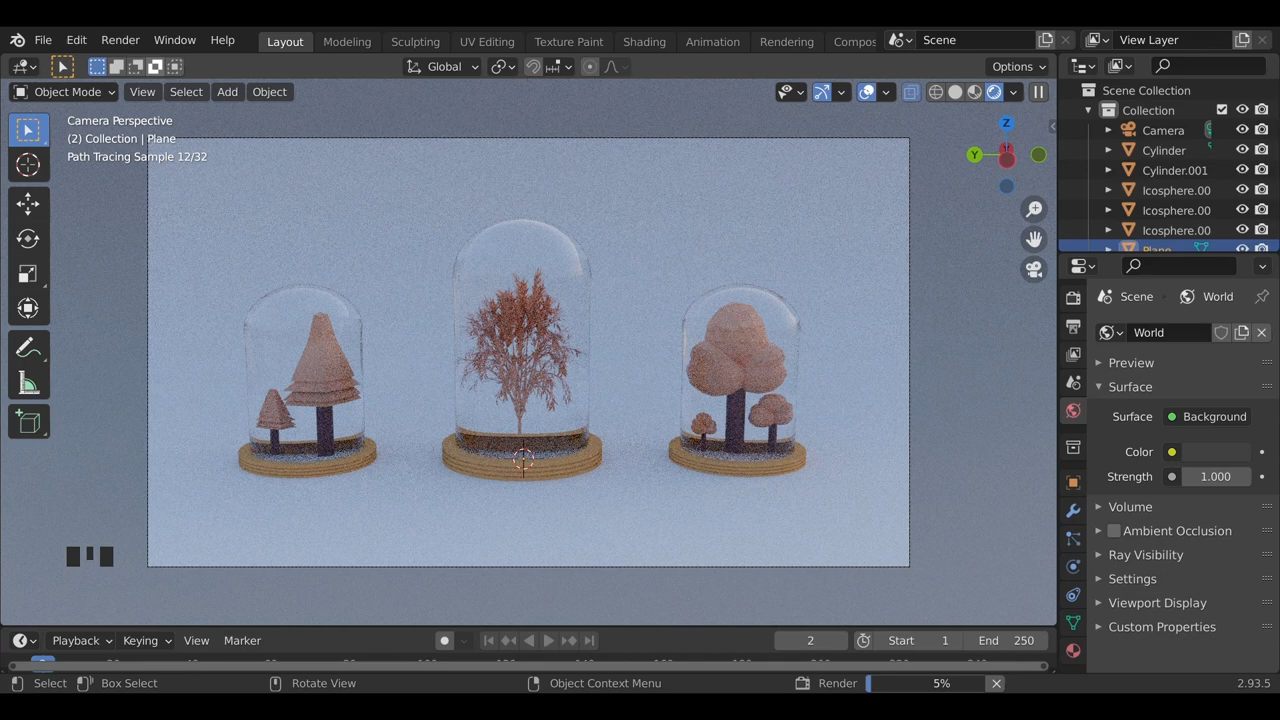 File Edit Render Window Help Layout Modeling Sculpting UV Editing Texture Paint Shading Animation Rendering Compos Scene View Layer
Global Options
Object Mode View Select Add Object
Camera Perspective
(2) Collection | Plane
Path Tracing Sample 12/32
Z
Y
Scene Collection
Collection
Camera
Cylinder
Cylinder.001
Icosphere.00
Icosphere.00
Icosphere.00
Plane
Scene World
World
Preview
Surface
Surface Background
Color
Strength 1.000
Volume
Ambient Occlusion
Ray Visibility
Settings
Viewport Display
Custom Properties
Playback Keying View Marker 2 Start 1 End 250
Select Box Select Rotate View Object Context Menu Render 5% 2.93.5